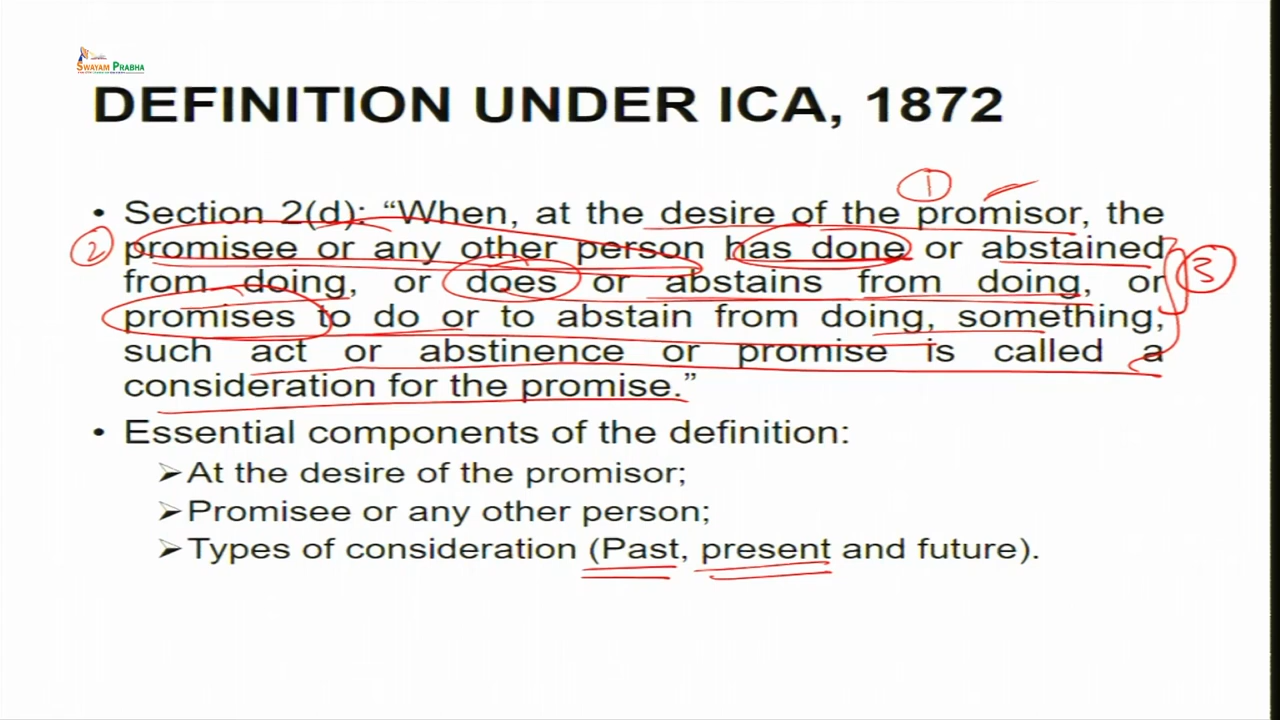 SWAYAM PRABHA
DEFINITION UNDER ICA, 1872
1
• Section 2(d): “When, at the desire of the promisor, the
2 promisee or any other person has done or abstained
from doing, or does or abstains from doing, or 3
promises to do or to abstain from doing, something,
such act or abstinence or promise is called a
consideration for the promise.”
• Essential components of the definition:
➢At the desire of the promisor;
➢Promisee or any other person;
➢Types of consideration (Past, present and future).